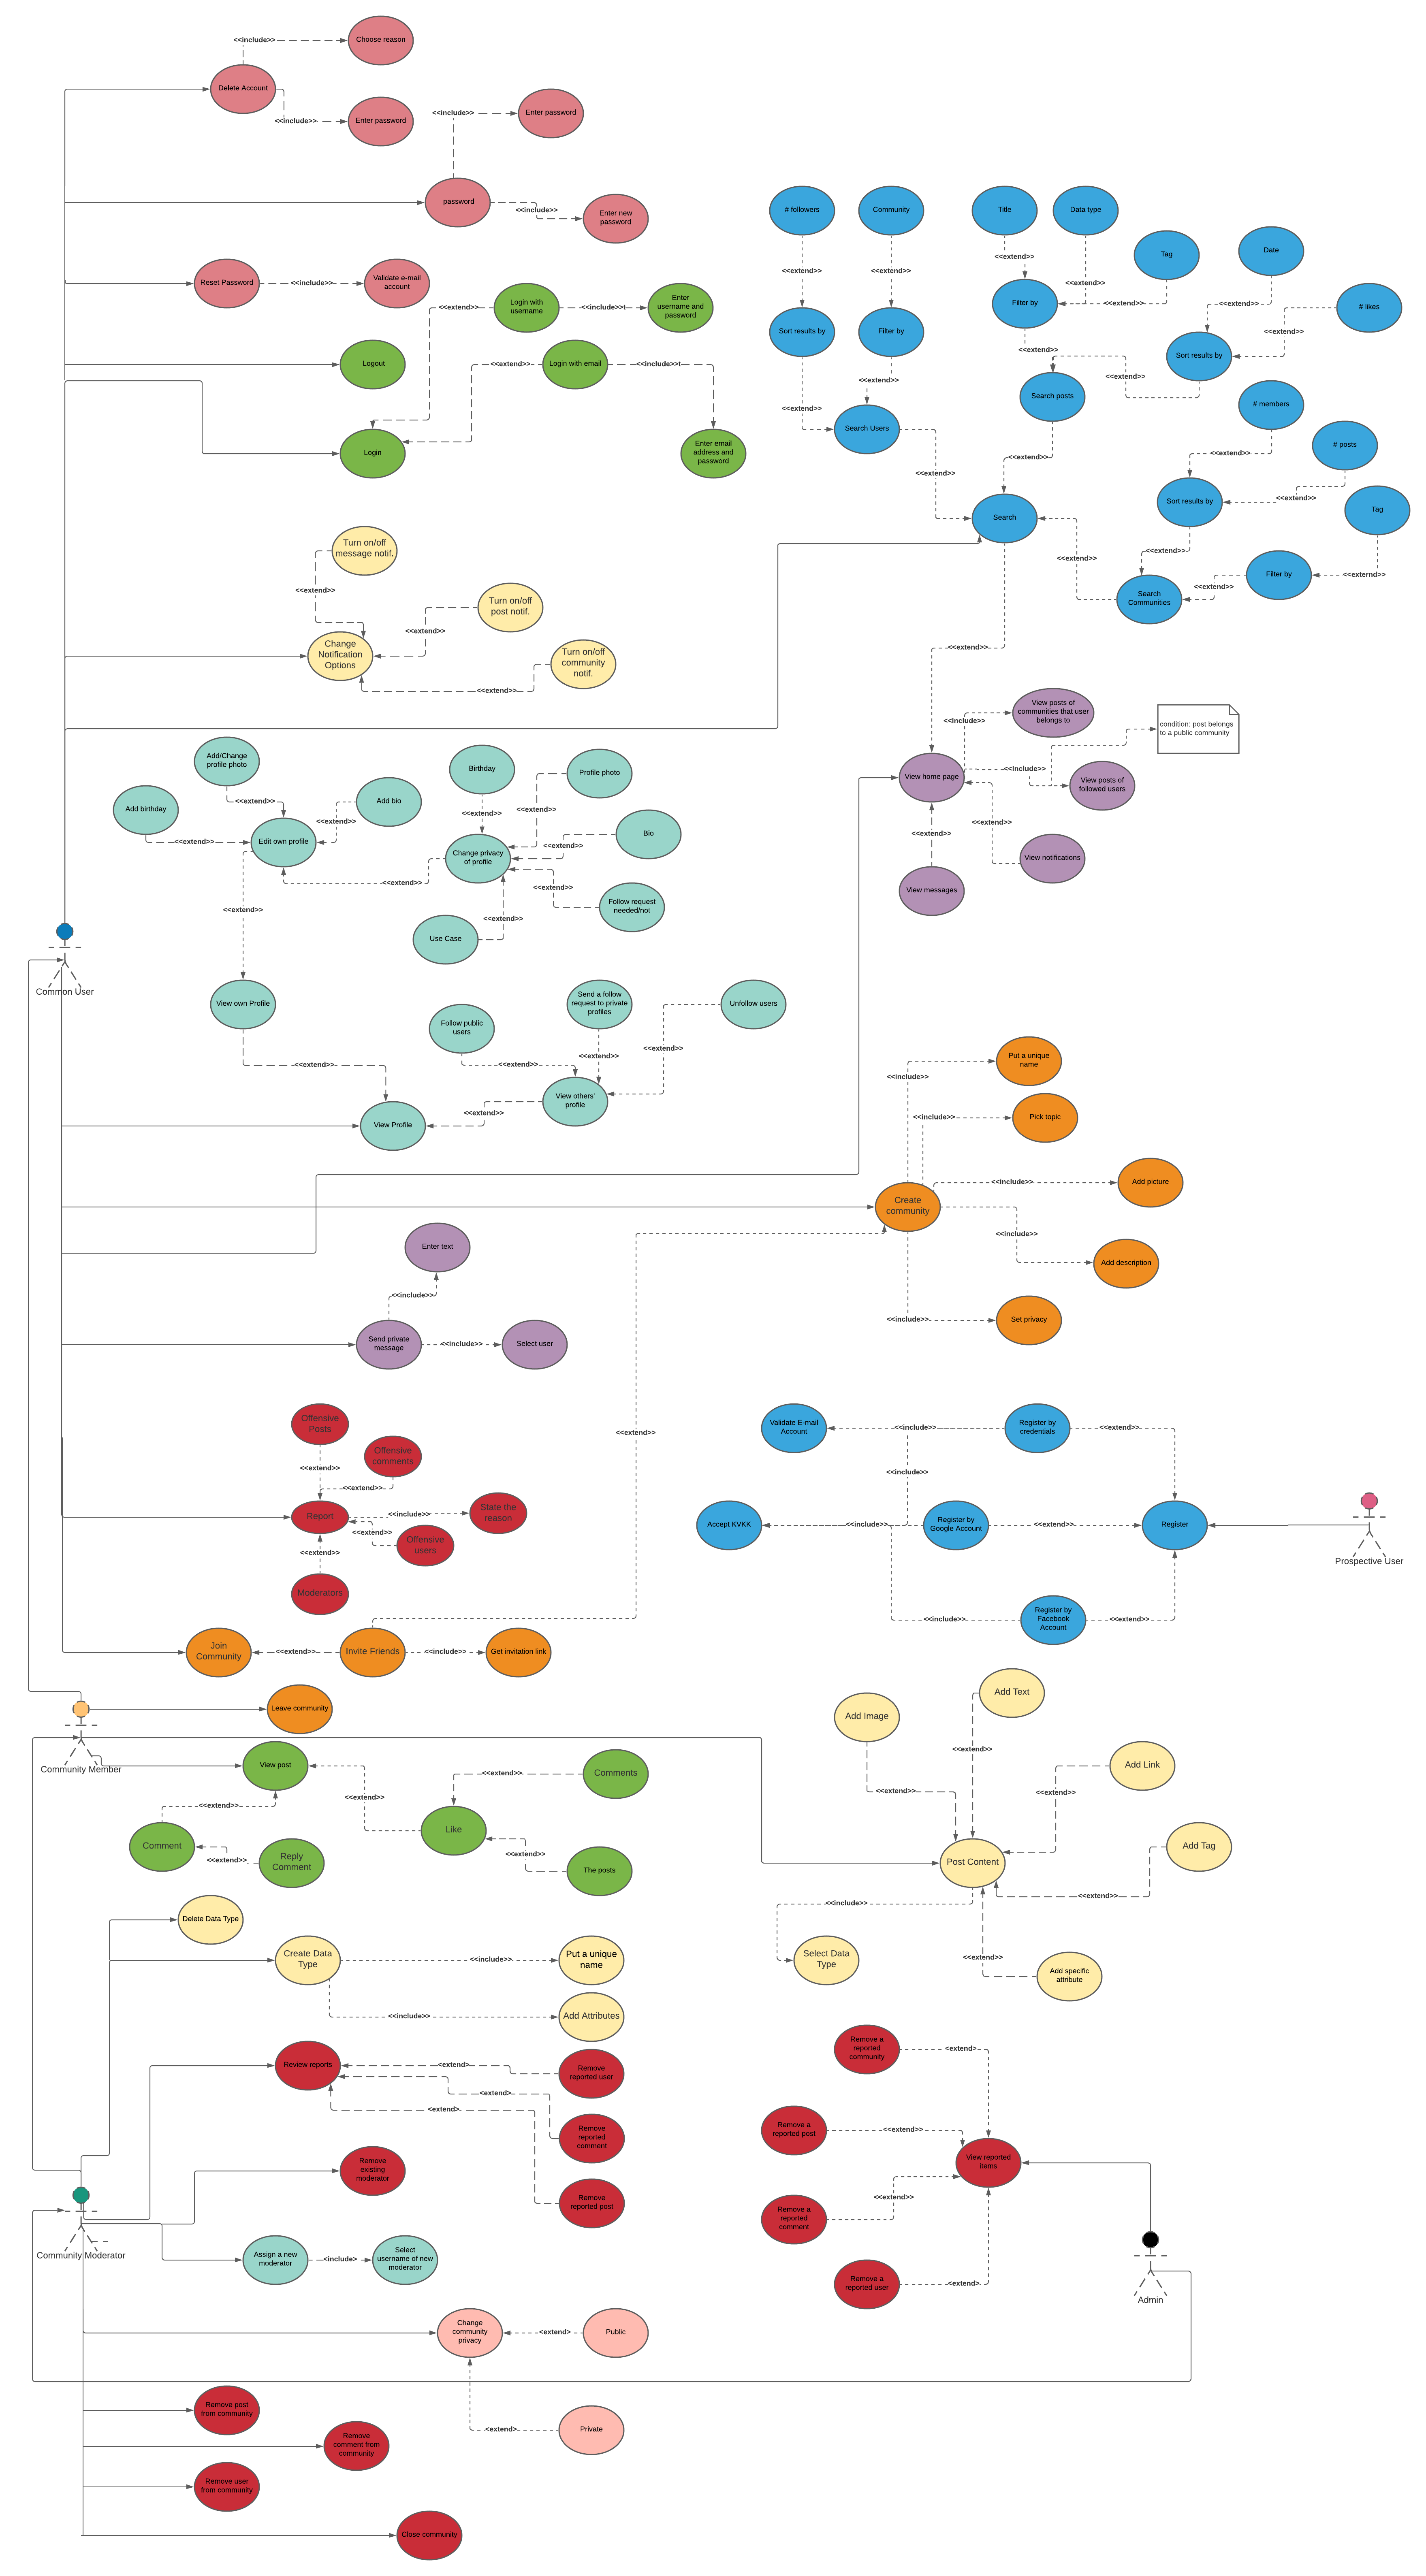 <<include>>
Choose reason
Delete Account
<<include>>
Enter password
<<include>>
Enter password
password
<<include>>
Enter new
password
Reset Password
<<include>>
Validate e-mail
account
<<extend>>
Login with
username
<<include>>t
Enter
username and
password
Logout
<<extend>>
Login with email
<<include>>t
Login
Enter email
address and
password
# followers
Community
Title
Data type
Tag
Date
<<extend>>
<<extend>>
<<extend>>
<<extend>>
<<extend>>
<<extend>>
# likes
Sort results by
Filter by
Filter by
<<extend>>
<<extend>>
Sort results by
<<extend>>
<<extend>>
<<extend>>
Search posts
# members
Search Users
<<extend>>
<<extend>>
<<extend>>
# posts
<<extend>>
Sort results by
<<extend>>
Tag
Search
<<extend>>
<<extend>>
Filter by
<<externd>>
<<extend>>
Search
Communities
<<extend>>
Turn on/off
message notif.
<<extend>>
Turn on/off
post notif.
<<extend>>
Change
Notification
Options
Turn on/off
community
notif.
<<extend>>
View posts of
communities that user
belongs to
<<Include>>
condition: post belongs
to a public community
View home page
<<Include>>
View posts of
followed users
<<extend>>
<<extend>>
View notifications
View messages
Add/Change
profile photo
Birthday
Profile photo
Add birthday
<<extend>>
Add bio
<<extend>>
<<extend>>
<<extend>>
Edit own profile
<<extend>>
Bio
<<extend>>
Change privacy
of profile
<<extend>>
<<extend>>
Follow request
needed/not
<<extend>>
<<extend>>
Use Case
Common User
View own Profile
Send a follow
request to private
profiles
Unfollow users
Follow public
users
<<extend>>
<<extend>>
<<extend>>
<<extend>>
View others'
profile
<<extend>>
View Profile
Put a unique
name
<<include>>
<<include>>
Pick topic
<<include>>
Add picture
Create
community
<<include>>
Add description
<<include>>
Set privacy
Enter text
<<include>>
Send private
message
<<include>>
Select user
Offensive
Posts
Offensive
comments
<<extend>>
<<extend>>
Report
<<include>>
State the
reason
<<extend>>
Offensive
users
<<extend>>
Moderators
<<extend>>
Validate E-mail
Account
<<include>>
Register by
credentials
<<extend>>
<<include>>
Accept KVKK
<<include>>
Register by
Google Account
<<extend>>
Register
Prospective User
<<include>>
Register by
Facebook
Account
<<extend>>
Join
Community
<<extend>>
Invite Friends
<<include>>
Get invitation link
Leave community
Community Member
View post
<<extend>>
Comments
<<extend>>
<<extend>>
Like
Comment
<<extend>>
Reply
Comment
<<extend>>
The posts
Add Text
Add Image
<<extend>>
Add Link
<<extend>>
<<extend>>
Add Tag
Post Content
<<extend>>
<<include>>
Select Data
Type
<<extend>>
Add specific
attribute
Delete Data Type
Create Data
Type
<<include>>
Put a unique
name
<<include>>
Add Attributes
Review reports
<extend>
Remove
reported user
<<extend>
<extend>
Remove
reported
comment
Remove
existing
moderator
Remove
reported post
Community Moderator
Assign a new
moderator
<include>
Select
username of new
moderator
Remove a
reported
community
<extend>
Remove a
reported post
<<extend>>
View reported
items
<<extend>>
Remove a
reported
comment
Remove a
reported user
<extend>
Admin
Change
community
privacy
<extend>
Public
<extend>
Private
Remove post
from community
Remove
comment from
community
Remove user
from community
Close community